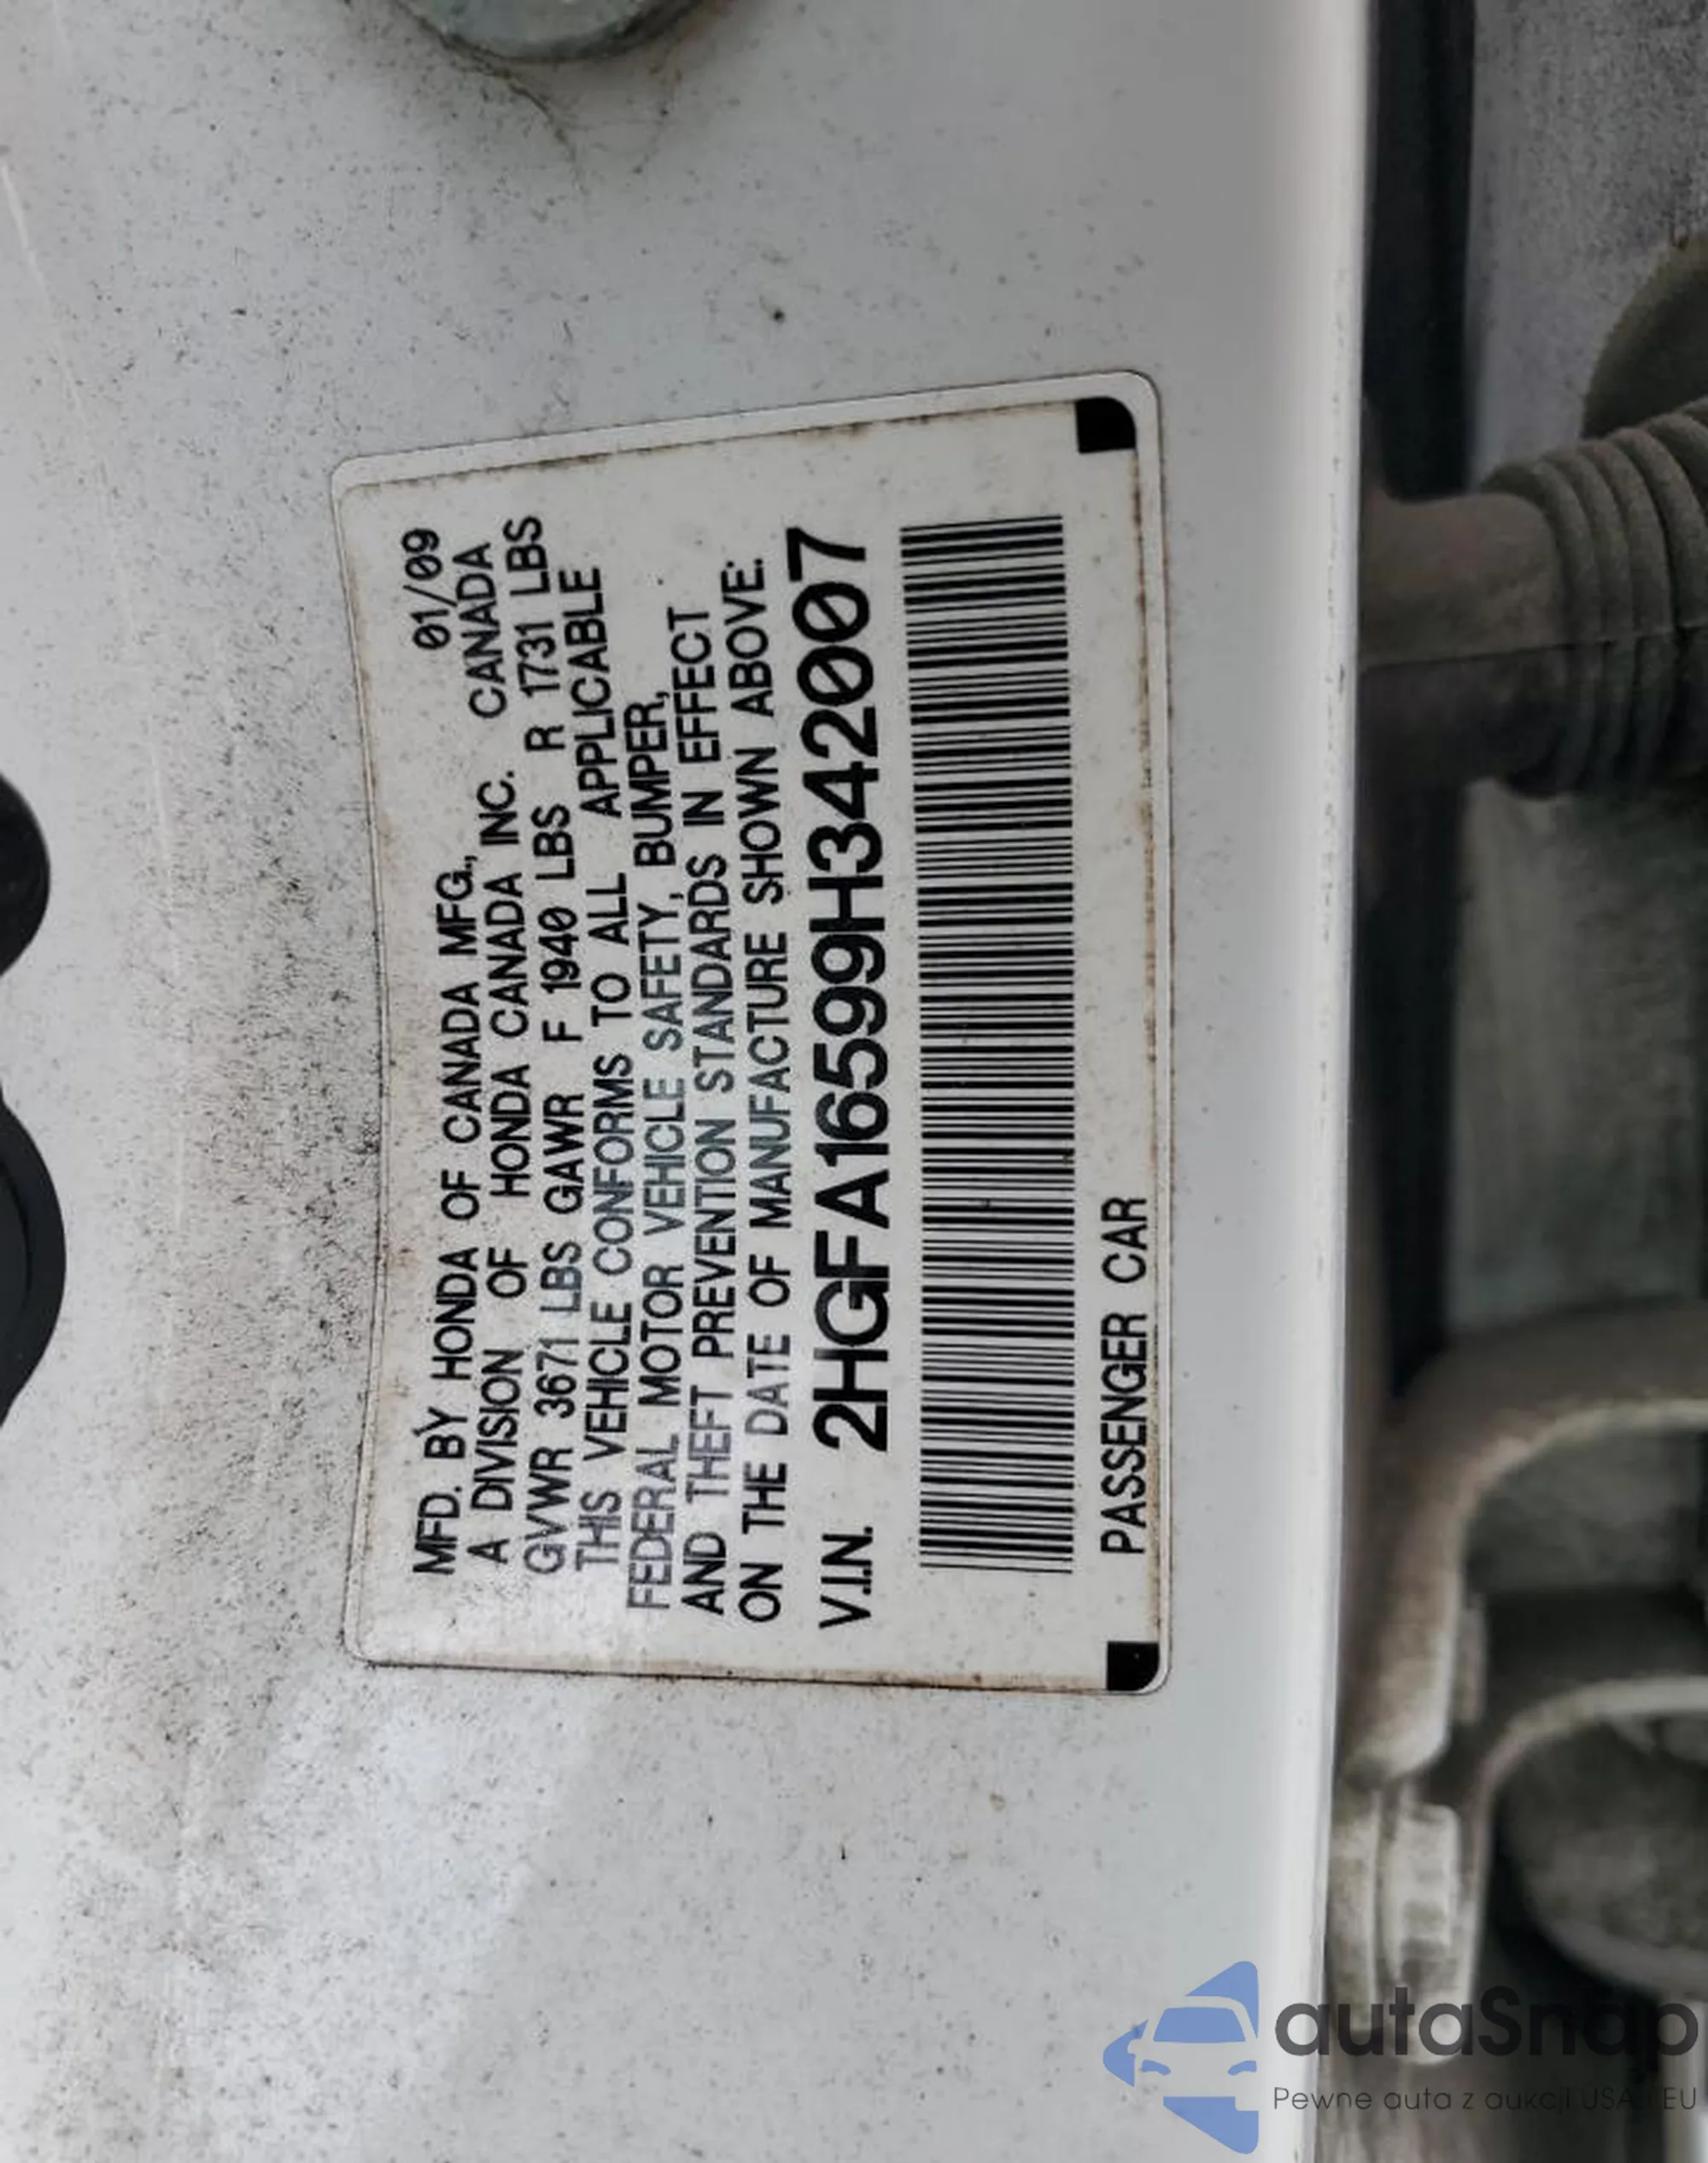 MFD. BY HONDA OF CANADA MFG., 01/09
A DIVISION OF HONDA CANADA INC. CANADA
GVWR 3671 LBS GAWR F 1940 LBS R 1731 LBS
THIS VEHICLE CONFORMS TO ALL APPLICABLE
FEDERAL MOTOR VEHICLE SAFETY, BUMPER,
AND THEFT PREVENTION STANDARDS IN EFFECT
ON THE DATE OF MANUFACTURE SHOWN ABOVE.
V.I.N. 2HGFA16599H342007
PASSENGER CAR
autaSnap
Pewne auta z aukcji USA i EU